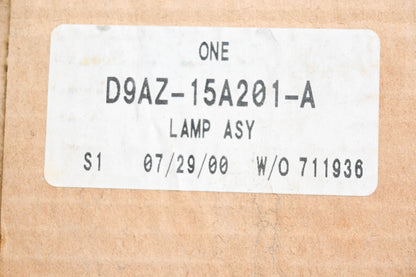 ONE
D9AZ-15A201-A
LAMP ASY
S1 07/29/00 W/O 711936